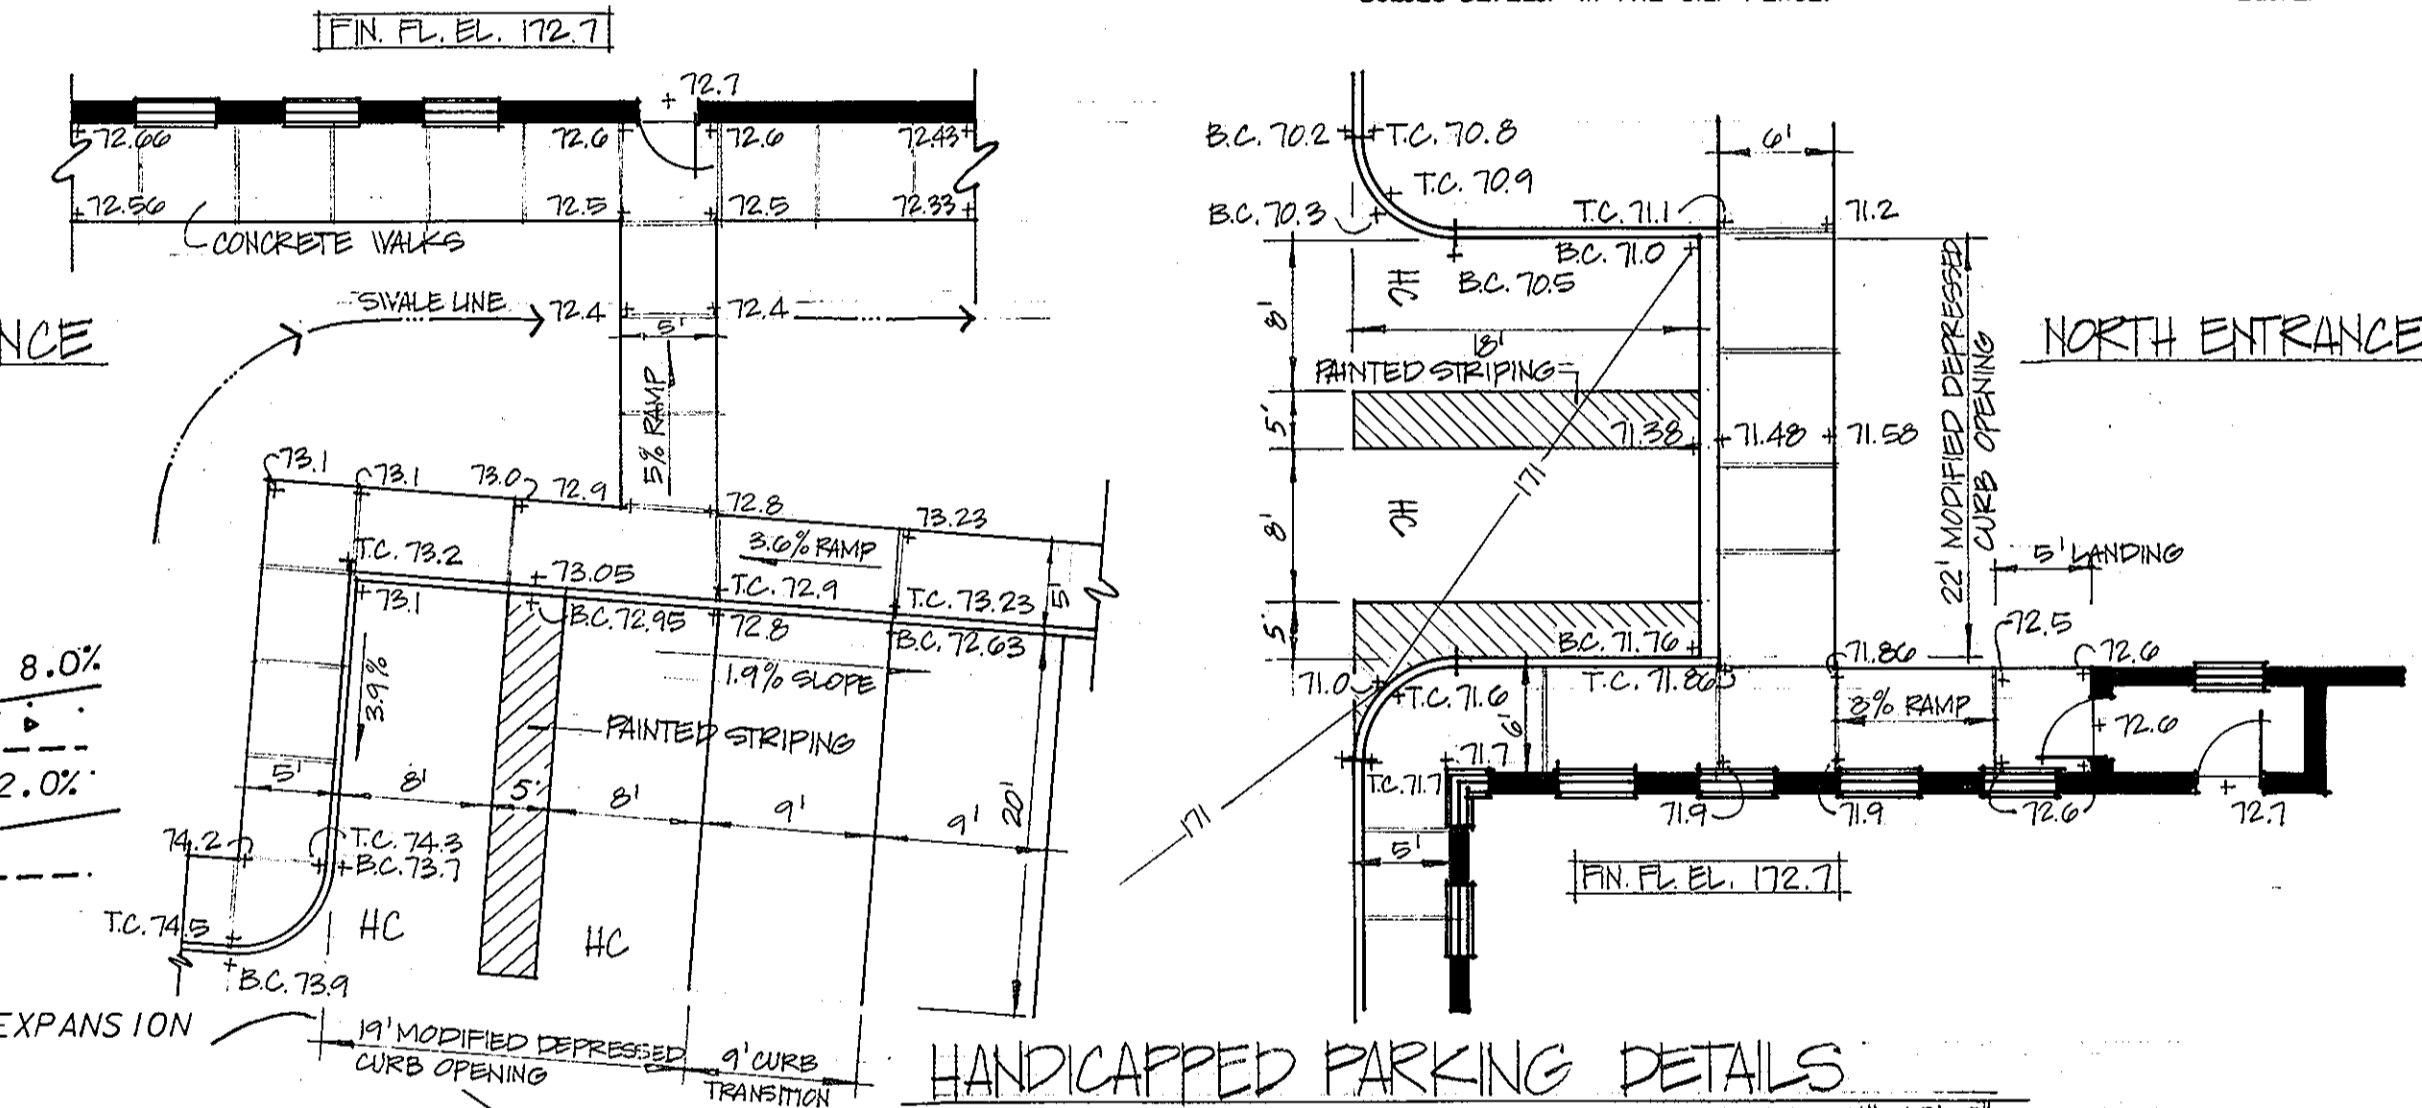 FIN. FL. EL. 172.7
72.7
72.66
72.6
72.6
72.43
72.56
72.5
72.5
72.33
CONCRETE WALKS
SWALE LINE
72.4
72.4
5'
NCE
5% RAMP
73.1
73.1
73.0
72.9
72.8
73.23
3.6% RAMP
T.C. 73.2
73.05
T.C. 72.9
T.C. 73.23
5'
73.1
B.C. 72.95
72.8
B.C. 72.63
8.0%
3.9%
1.9% SLOPE
PAINTED STRIPING
2.0%
5'
8'
5'
8'
9'
9'
20'
74.2
T.C. 74.3
B.C. 73.7
T.C. 74.5
HC
HC
B.C. 73.9
EXPANSION
19' MODIFIED DEPRESSED
CURB OPENING
9' CURB
TRANSITION
B.C. 70.2
T.C. 70.8
6'
T.C. 70.9
B.C. 70.3
T.C. 71.1
71.2
B.C. 71.0
HC
B.C. 70.5
8'
18'
PAINTED STRIPING
22' MODIFIED DEPRESSED
CURB OPENING
NORTH ENTRANCE
5'
71.38
71.48
71.58
171
HC
8'
5' LANDING
5'
B.C. 71.76
71.86
72.5
72.6
71.0
T.C. 71.6
T.C. 71.86
6'
8% RAMP
72.6
71.7
T.C. 71.7
171
71.9
71.9
72.6
72.7
5'
FIN. FL. EL. 172.7
HANDICAPPED PARKING DETAILS